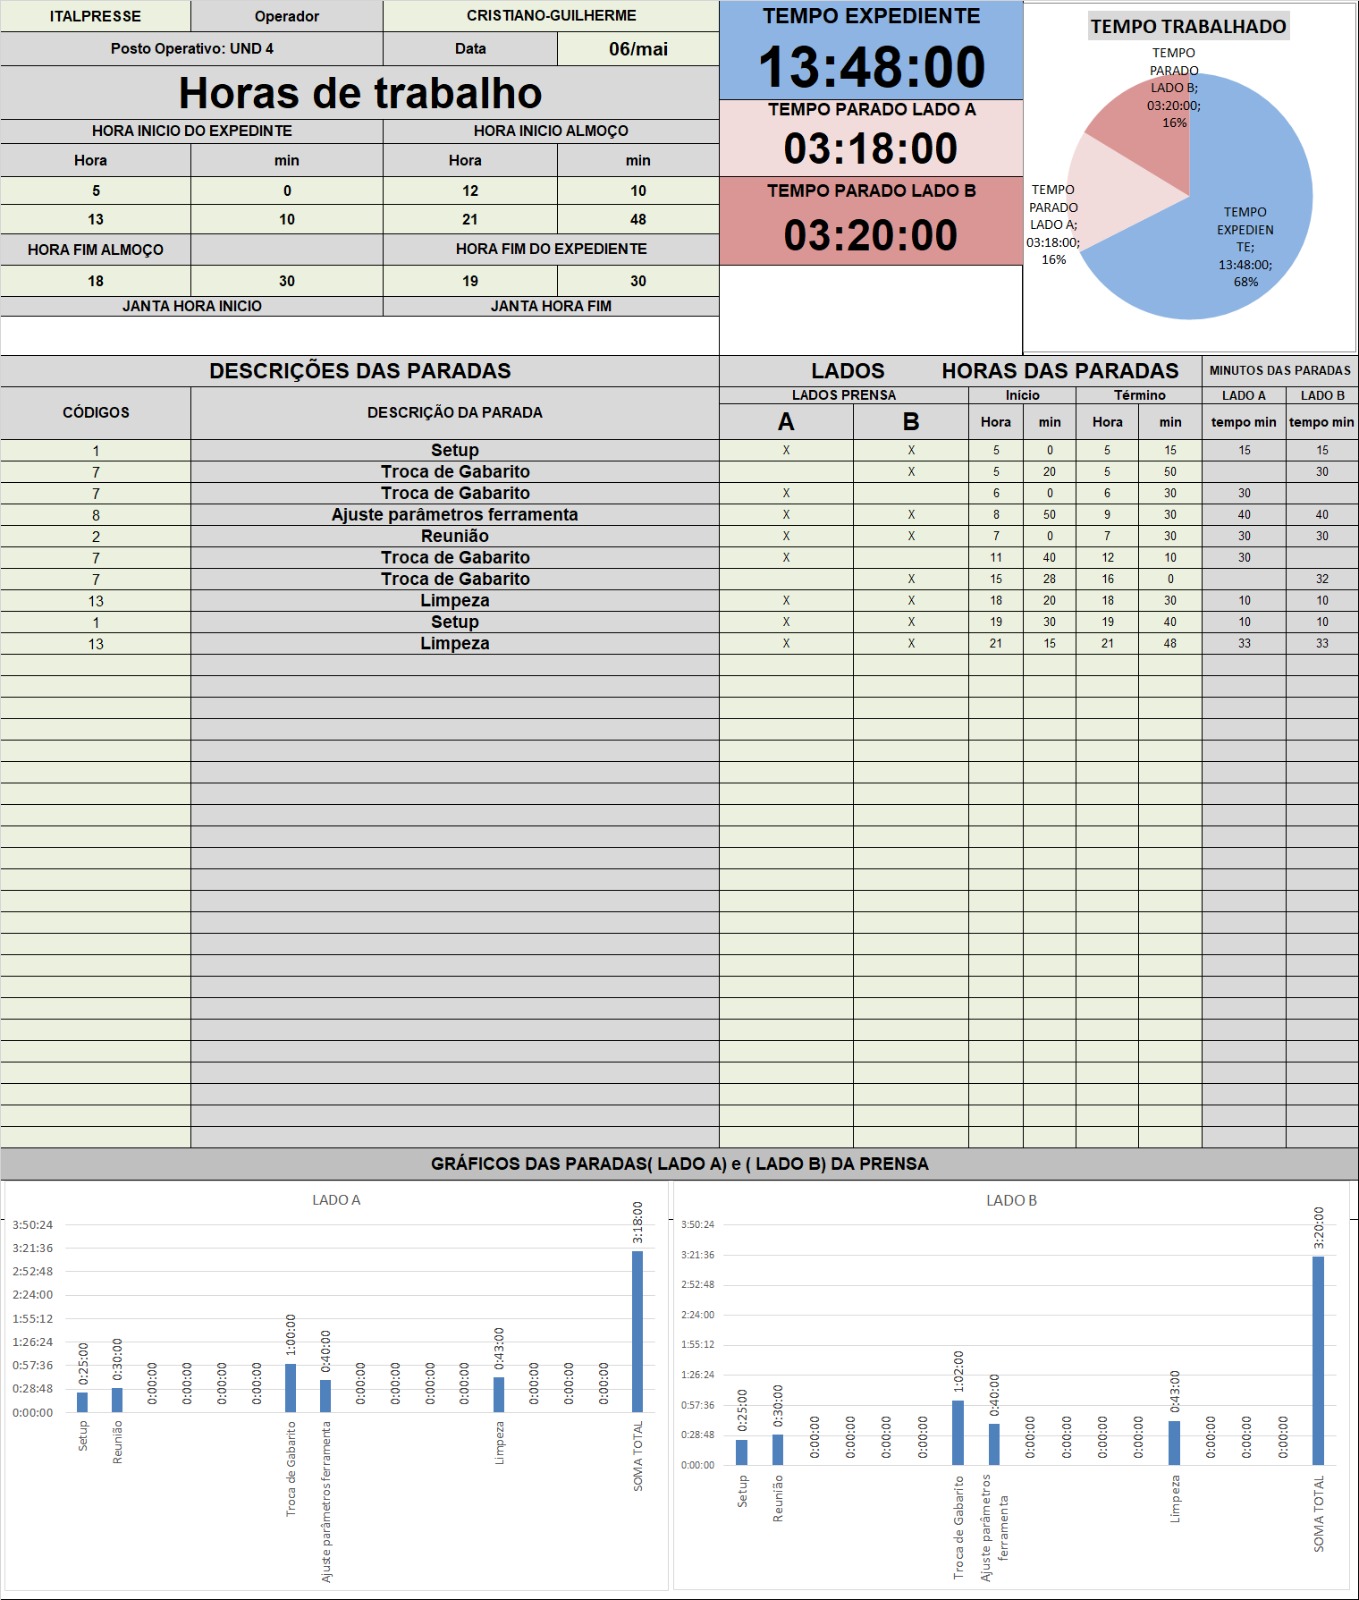 ITALPRESSE Operador CRISTIANO-GUILHERME
Posto Operativo: UND 4 Data 06/mai
Horas de trabalho
HORA INICIO DO EXPEDINTE HORA INICIO ALMOÇO
Hora min Hora min
5 0 12 10
13 10 21 48
HORA FIM ALMOÇO HORA FIM DO EXPEDIENTE
18 30 19 30
JANTA HORA INICIO JANTA HORA FIM
TEMPO EXPEDIENTE
13:48:00
TEMPO PARADO LADO A
03:18:00
TEMPO PARADO LADO B
03:20:00
TEMPO TRABALHADO
TEMPO
PARADO
LADO B;
03:20:00;
16%
TEMPO
PARADO
LADO A;
03:18:00;
16%
TEMPO
EXPEDIEN
TE;
13:48:00;
68%
DESCRIÇÕES DAS PARADAS LADOS HORAS DAS PARADAS MINUTOS DAS PARADAS
CÓDIGOS DESCRIÇÃO DA PARADA LADOS PRENSA Início Término LADO A LADO B
A B Hora min Hora min tempo min tempo min
1 Setup X X 5 0 5 15 15 15
7 Troca de Gabarito X 5 20 5 50 30
7 Troca de Gabarito X 6 0 6 30 30
8 Ajuste parâmetros ferramenta X X 8 50 9 30 40 40
2 Reunião X X 7 0 7 30 30 30
7 Troca de Gabarito X 11 40 12 10 30
7 Troca de Gabarito X 15 28 16 0 32
13 Limpeza X X 18 20 18 30 10 10
1 Setup X X 19 30 19 40 10 10
13 Limpeza X X 21 15 21 48 33 33
GRÁFICOS DAS PARADAS( LADO A) e ( LADO B) DA PRENSA
LADO A
3:50:24
3:21:36
2:52:48
2:24:00
1:55:12
1:26:24
0:57:36
0:28:48
0:00:00
0:25:00 0:30:00 0:00:00 0:00:00 0:00:00 0:00:00 1:00:00 0:40:00 0:00:00 0:00:00 0:00:00 0:00:00 0:43:00 0:00:00 0:00:00 0:00:00 3:18:00
Setup
Reunião
Troca de Gabarito
Ajuste parâmetros ferramenta
Limpeza
SOMA TOTAL
LADO B
3:50:24
3:21:36
2:52:48
2:24:00
1:55:12
1:26:24
0:57:36
0:28:48
0:00:00
0:25:00 0:30:00 0:00:00 0:00:00 0:00:00 0:00:00 1:02:00 0:40:00 0:00:00 0:00:00 0:00:00 0:00:00 0:43:00 0:00:00 0:00:00 0:00:00 3:20:00
Setup
Reunião
Troca de Gabarito
Ajuste parâmetros
ferramenta
Limpeza
SOMA TOTAL